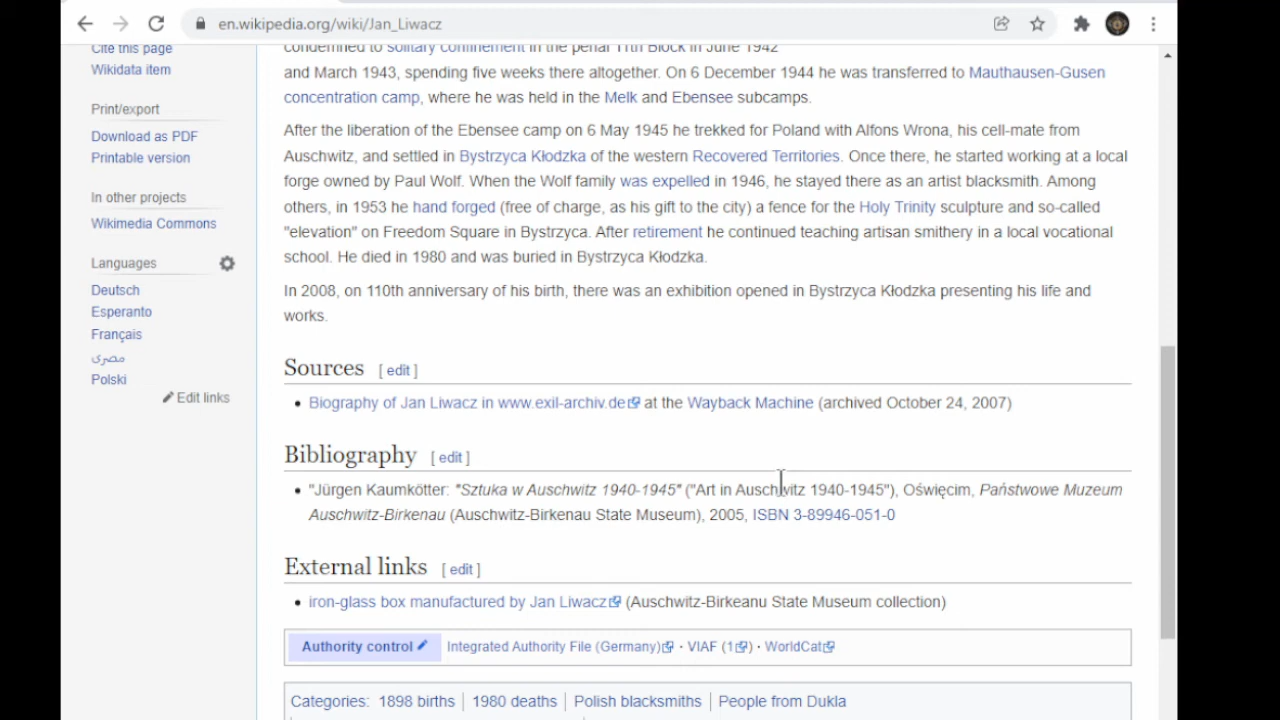 en.wikipedia.org/wiki/Jan_Liwacz
Cite this page
Wikidata item
Print/export
Download as PDF
Printable version
In other projects
Wikimedia Commons
Languages
Deutsch
Esperanto
Français
مصرى
Polski
Edit links
condemned to solitary confinement in the penal 11th Block in June 1942
and March 1943, spending five weeks there altogether. On 6 December 1944 he was transferred to Mauthausen-Gusen
concentration camp, where he was held in the Melk and Ebensee subcamps.
After the liberation of the Ebensee camp on 6 May 1945 he trekked for Poland with Alfons Wrona, his cell-mate from
Auschwitz, and settled in Bystrzyca Kłodzka of the western Recovered Territories. Once there, he started working at a local
forge owned by Paul Wolf. When the Wolf family was expelled in 1946, he stayed there as an artist blacksmith. Among
others, in 1953 he hand forged (free of charge, as his gift to the city) a fence for the Holy Trinity sculpture and so-called
"elevation" on Freedom Square in Bystrzyca. After retirement he continued teaching artisan smithery in a local vocational
school. He died in 1980 and was buried in Bystrzyca Kłodzka.
In 2008, on 110th anniversary of his birth, there was an exhibition opened in Bystrzyca Kłodzka presenting his life and
works.
Sources [ edit ]
• Biography of Jan Liwacz in www.exil-archiv.de at the Wayback Machine (archived October 24, 2007)
Bibliography [ edit ]
• "Jürgen Kaumkötter: "Sztuka w Auschwitz 1940-1945" ("Art in Auschwitz 1940-1945"), Oświęcim, Państwowe Muzeum
Auschwitz-Birkenau (Auschwitz-Birkenau State Museum), 2005, ISBN 3-89946-051-0
External links [ edit ]
• iron-glass box manufactured by Jan Liwacz (Auschwitz-Birkeanu State Museum collection)
Authority control Integrated Authority File (Germany) · VIAF (1) · WorldCat
Categories: 1898 births | 1980 deaths | Polish blacksmiths | People from Dukla